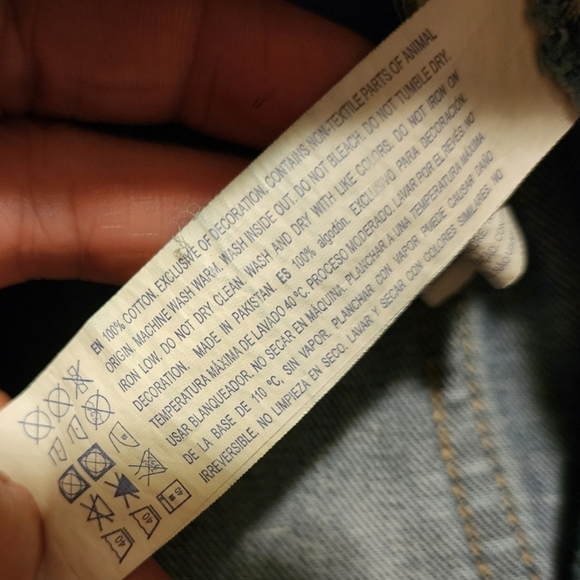 EN 100% COTTON. EXCLUSIVE OF DECORATION. CONTAINS NON-TEXTILE PARTS OF ANIMAL
ORIGIN. MACHINE WASH WARM. WASH INSIDE OUT. DO NOT BLEACH. DO NOT TUMBLE DRY.
IRON LOW. DO NOT DRY CLEAN. WASH AND DRY WITH LIKE COLORS. DO NOT IRON ON
DECORATION. MADE IN PAKISTAN. ES 100% algodón. EXCLUSIVO PARA DECORACIÓN.
TEMPERATURA MÁXIMA DE LAVADO 40 ºC. PROCESO MODERADO. LAVAR POR EL REVÉS. NO
USAR BLANQUEADOR. NO SECAR EN MÁQUINA. PLANCHAR A UNA TEMPERATURA MÁXIMA
DE LA BASE DE 110 ºC, SIN VAPOR. PLANCHAR CON VAPOR PUEDE CAUSAR DAÑO
IRREVERSIBLE. NO LIMPIEZA EN SECO. LAVAR Y SECAR CON COLORES SIMILARES. NO
40
40